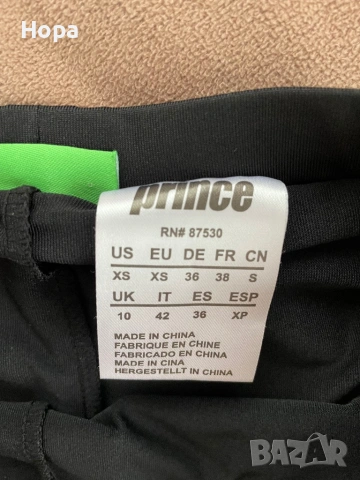 Нора
prince
RN# 87530
US EU DE FR CN
XS XS 36 38 S
UK IT ES ESP
10 42 36 XP
MADE IN CHINA
FABRIQUE EN CHINE
FABRICADO EN CHINA
MADE IN CINA
HERGESTELLT IN CHINA
BAZAR